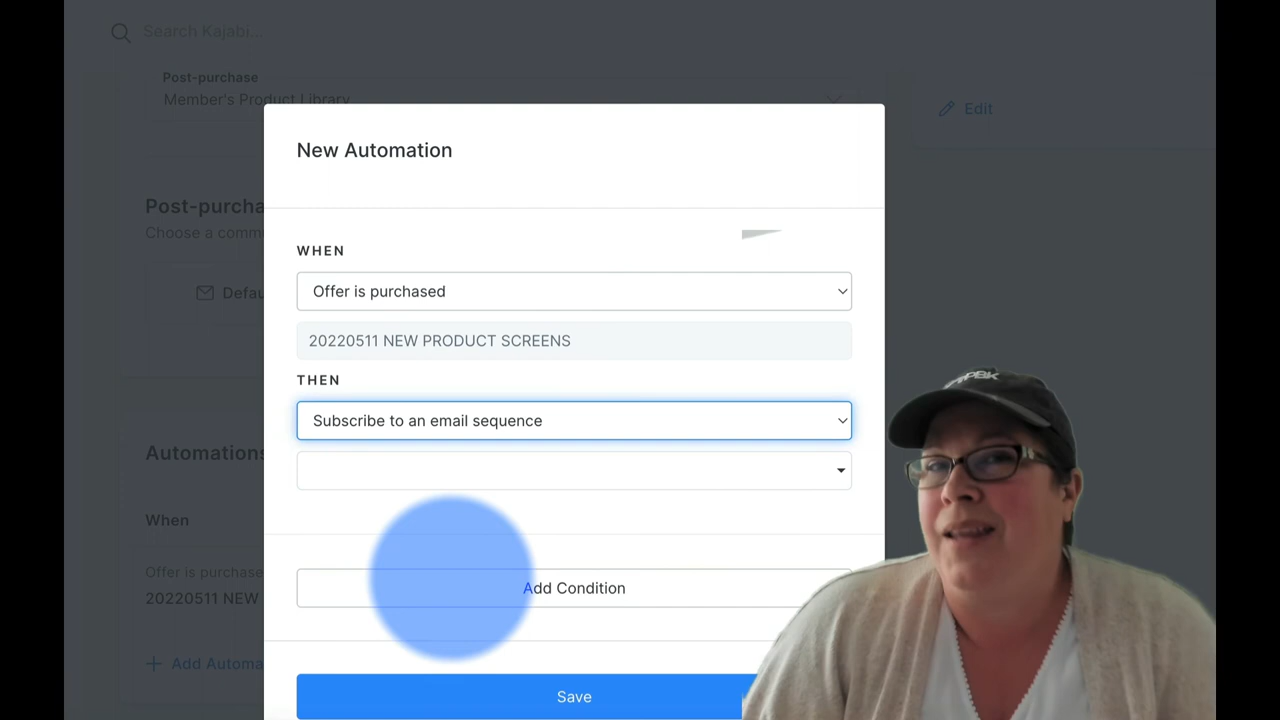 Search Kajabi...
Post-purchase
Member's Product Library
Edit
New Automation
Post-purcha
Choose a comm
WHEN
Offer is purchased
Defau
20220511 NEW PRODUCT SCREENS
THEN
Subscribe to an email sequence
Automations
When
Offer is purchase
Add Condition
20220511 NEW
Add Automa
Save